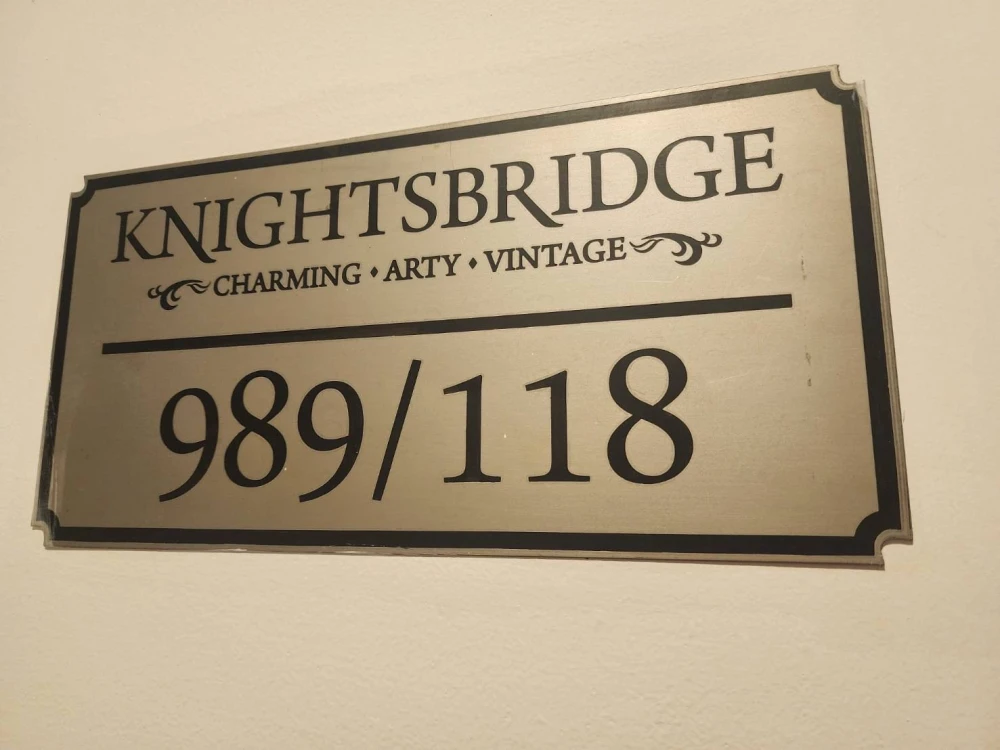 KNIGHTSBRIDGE
CHARMING ⬩ ARTY ⬩ VINTAGE
989/118